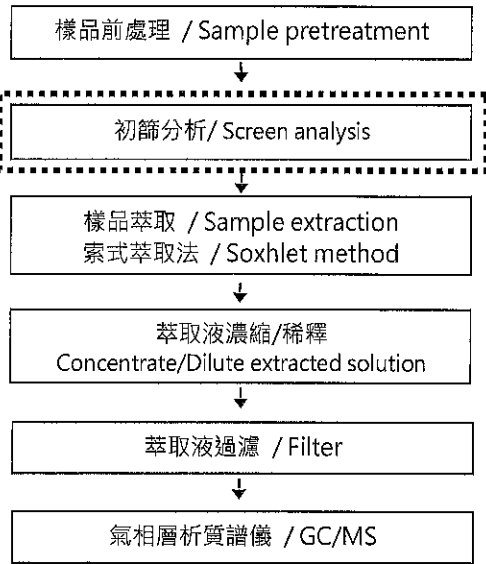 樣品前處理 / Sample pretreatment
初篩分析/ Screen analysis
樣品萃取 / Sample extraction
索式萃取法 / Soxhlet method
萃取液濃縮/稀釋
Concentrate/Dilute extracted solution
萃取液過濾 / Filter
氣相層析質譜儀 / GC/MS